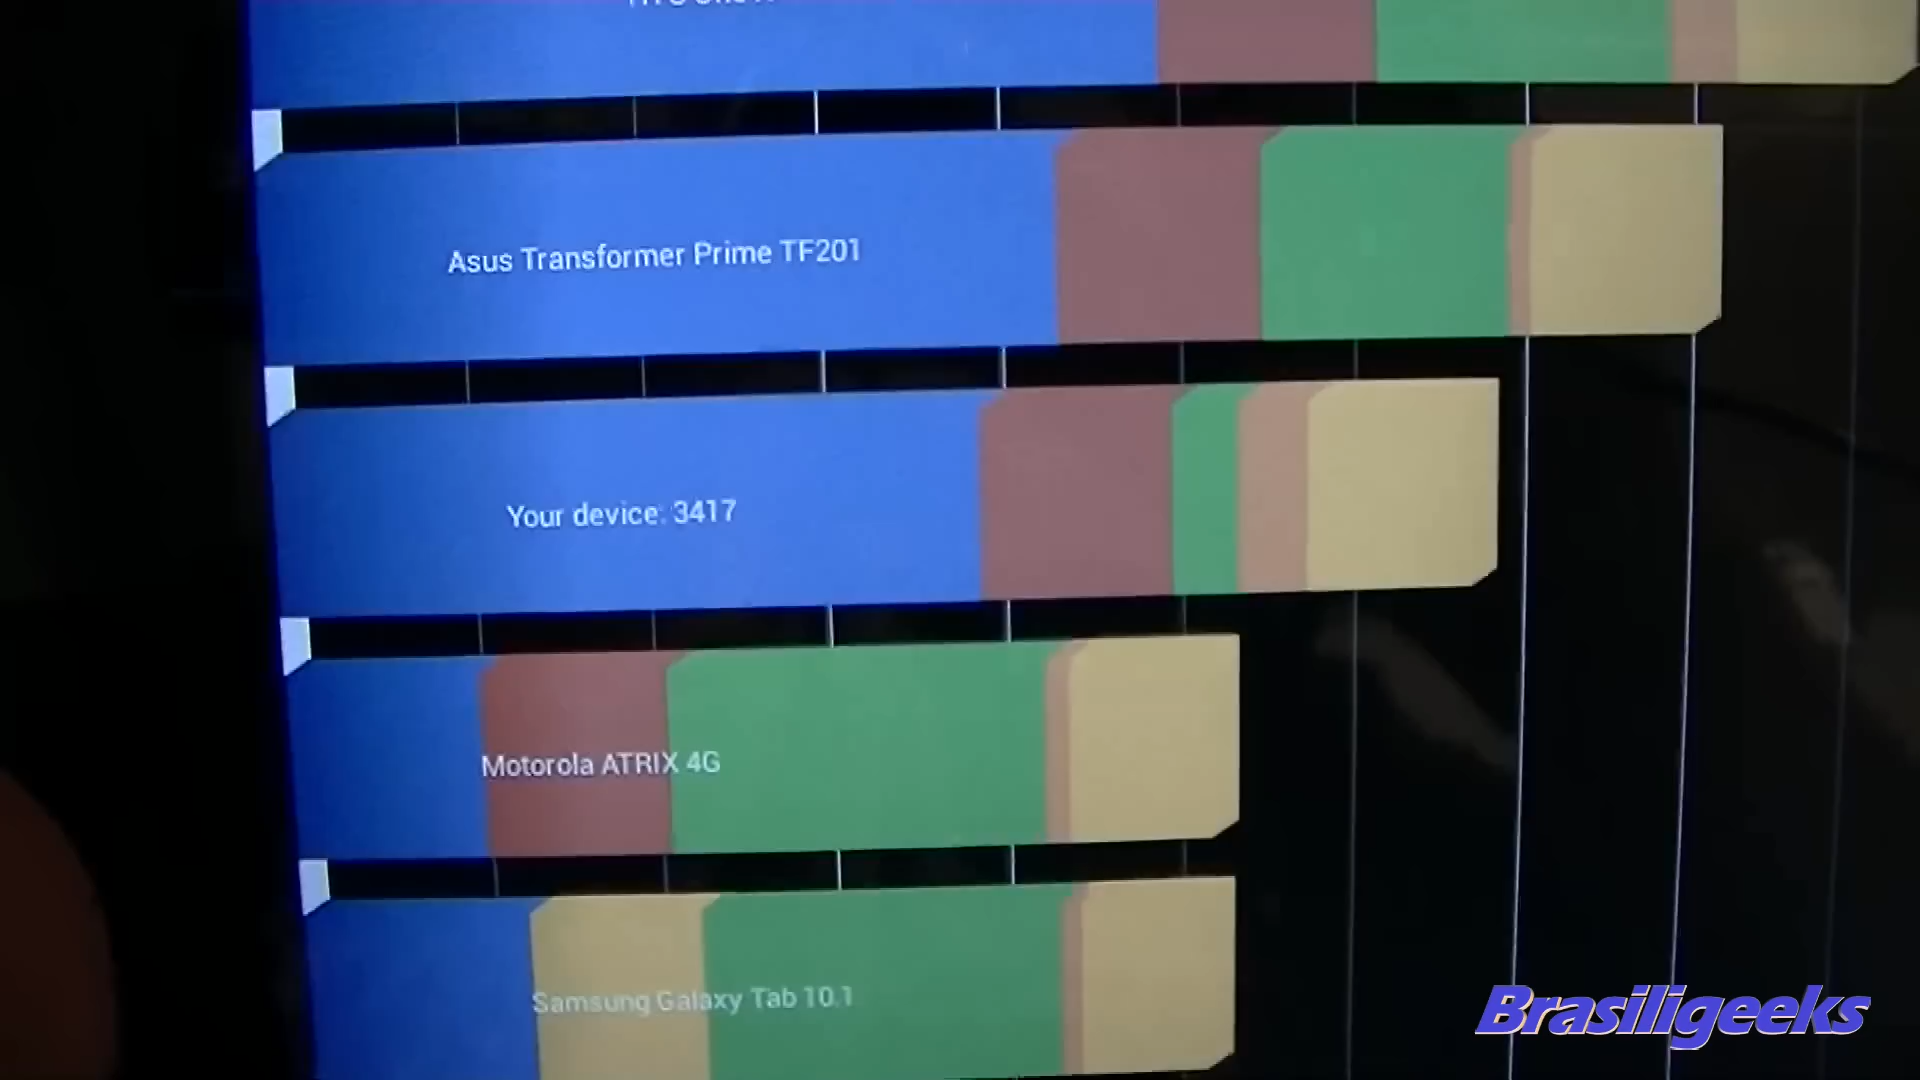 Asus Transformer Prime TF201
Your device: 3417
Motorola ATRIX 4G
Samsung Galaxy Tab 10.1
Brasiligeeks